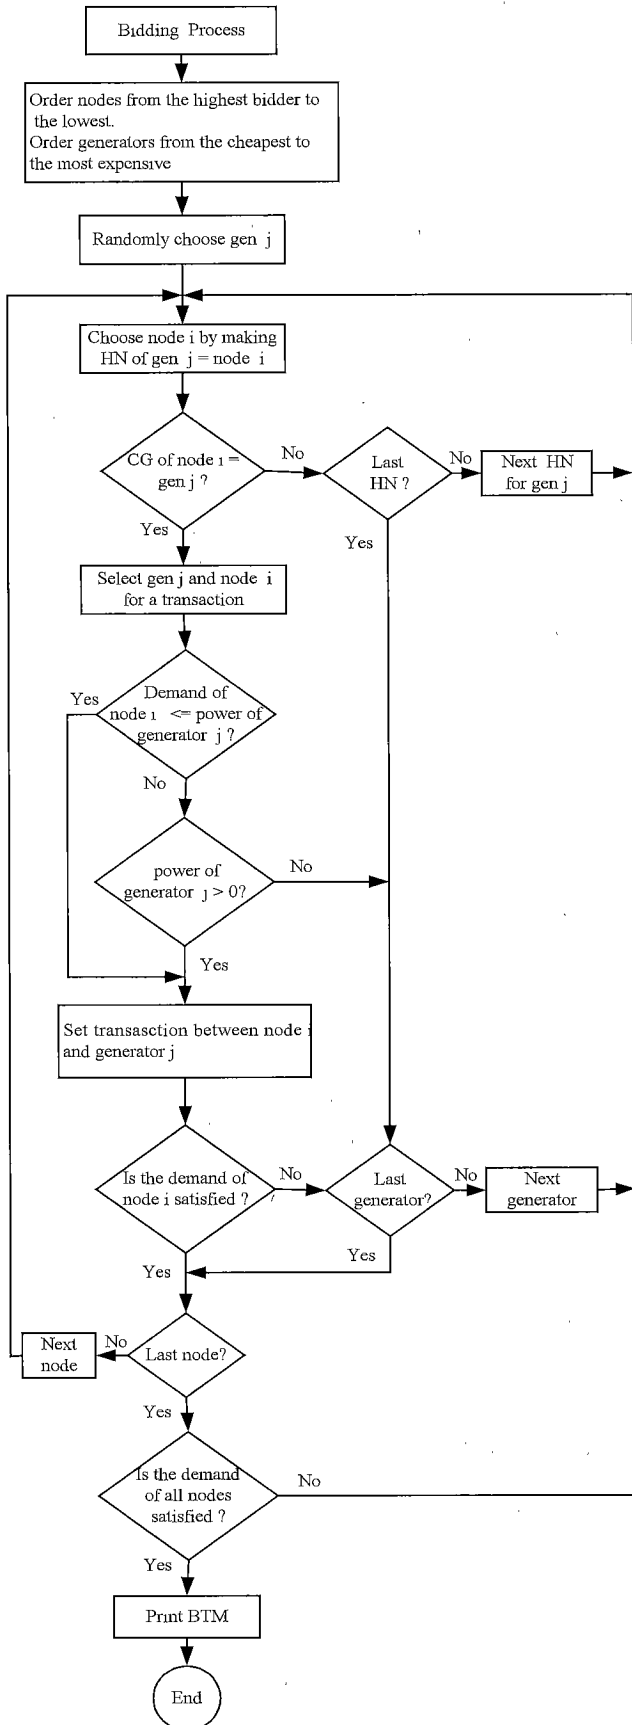 Bidding Process
Order nodes from the highest bidder to
the lowest.
Order generators from the cheapest to
the most expensive
Randomly choose gen j
Choose node i by making
HN of gen j = node i
CG of node i =
gen j ?
No
Last
HN ?
No
Next HN
for gen j
Yes
Yes
Select gen j and node i
for a transaction
Yes
Demand of
node i <= power of
generator j ?
No
power of
generator j > 0?
No
Yes
Set transasction between node i
and generator j
Is the demand of
node i satisfied ?
No
Last
generator?
No
Next
generator
Yes
Yes
Next
node
No
Last node?
Yes
Is the demand
of all nodes
satisfied ?
No
Yes
Print BTM
End